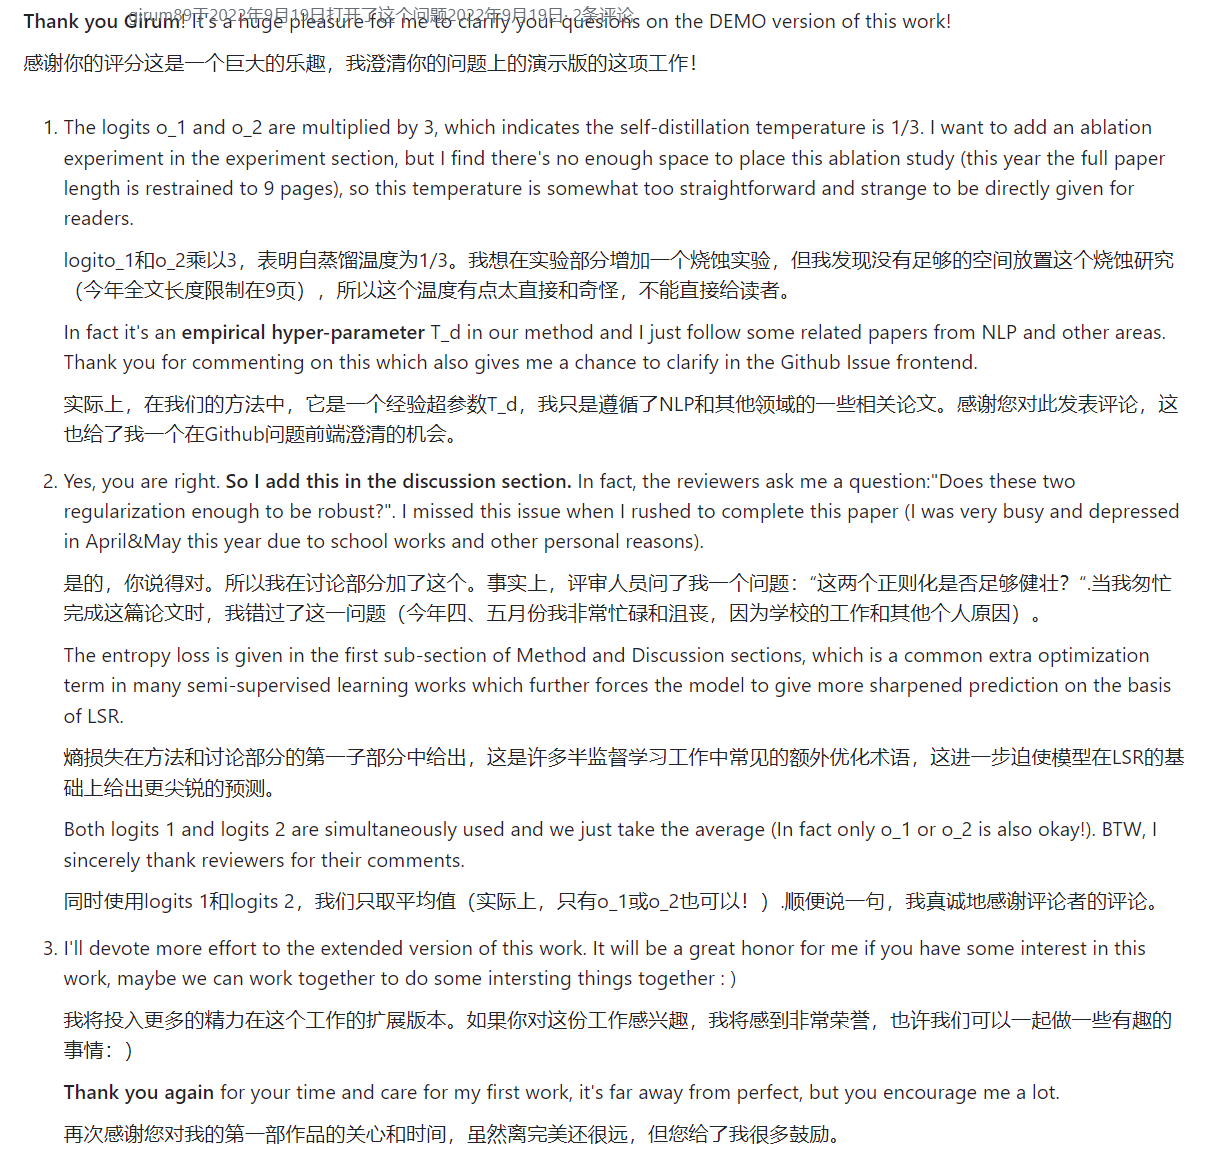 girum89于2022年9月19日打开了这个问题2022年9月19日· 2条评论
Thank you Girum! It's a huge pleasure for me to clarify your quesions on the DEMO version of this work!
感谢你的评分这是一个巨大的乐趣，我澄清你的问题上的演示版的这项工作！
1. The logits o_1 and o_2 are multiplied by 3, which indicates the self-distillation temperature is 1/3. I want to add an ablation
experiment in the experiment section, but I find there's no enough space to place this ablation study (this year the full paper
length is restrained to 9 pages), so this temperature is somewhat too straightforward and strange to be directly given for
readers.
logito_1和o_2乘以3，表明自蒸馏温度为1/3。我想在实验部分增加一个烧蚀实验，但我发现没有足够的空间放置这个烧蚀研究
（今年全文长度限制在9页），所以这个温度有点太直接和奇怪，不能直接给读者。
In fact it's an empirical hyper-parameter T_d in our method and I just follow some related papers from NLP and other areas.
Thank you for commenting on this which also gives me a chance to clarify in the Github Issue frontend.
实际上，在我们的方法中，它是一个经验超参数T_d，我只是遵循了NLP和其他领域的一些相关论文。感谢您对此发表评论，这
也给了我一个在Github问题前端澄清的机会。
2. Yes, you are right. So I add this in the discussion section. In fact, the reviewers ask me a question:"Does these two
regularization enough to be robust?". I missed this issue when I rushed to complete this paper (I was very busy and depressed
in April&May this year due to school works and other personal reasons).
是的，你说得对。所以我在讨论部分加了这个。事实上，评审人员问了我一个问题：“这两个正则化是否足够健壮？“.当我匆忙
完成这篇论文时，我错过了这一问题（今年四、五月份我非常忙碌和沮丧，因为学校的工作和其他个人原因）。
The entropy loss is given in the first sub-section of Method and Discussion sections, which is a common extra optimization
term in many semi-supervised learning works which further forces the model to give more sharpened prediction on the basis
of LSR.
熵损失在方法和讨论部分的第一子部分中给出，这是许多半监督学习工作中常见的额外优化术语，这进一步迫使模型在LSR的基
础上给出更尖锐的预测。
Both logits 1 and logits 2 are simultaneously used and we just take the average (In fact only o_1 or o_2 is also okay!). BTW, I
sincerely thank reviewers for their comments.
同时使用logits 1和logits 2，我们只取平均值（实际上，只有o_1或o_2也可以！）.顺便说一句，我真诚地感谢评论者的评论。
3. I'll devote more effort to the extended version of this work. It will be a great honor for me if you have some interest in this
work, maybe we can work together to do some intersting things together : )
我将投入更多的精力在这个工作的扩展版本。如果你对这份工作感兴趣，我将感到非常荣誉，也许我们可以一起做一些有趣的
事情：）
Thank you again for your time and care for my first work, it's far away from perfect, but you encourage me a lot.
再次感谢您对我的第一部作品的关心和时间，虽然离完美还很远，但您给了我很多鼓励。